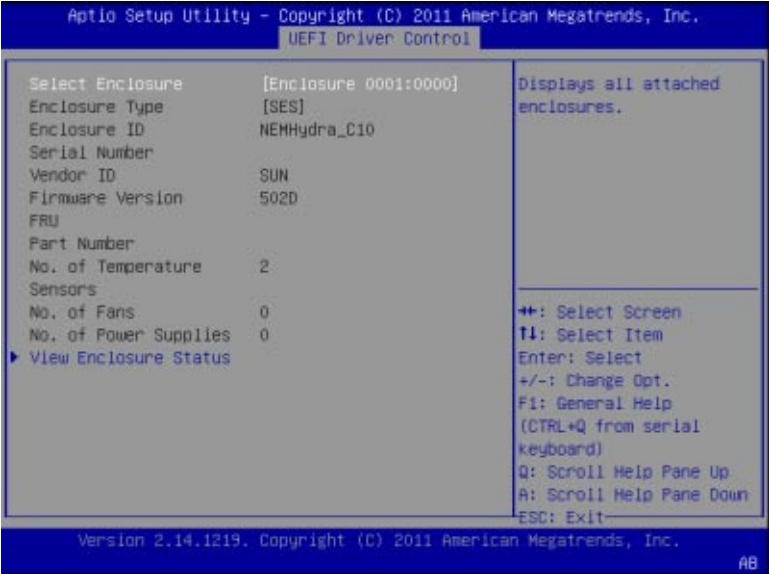 Aptio Setup Utility – Copyright (C) 2011 American Megatrends, Inc.
UEFI Driver Control
Select Enclosure [Enclosure 0001:0000]
Enclosure Type [SES]
Enclosure ID NEMHydra_C10
Serial Number
Vendor ID SUN
Firmware Version 502D
FRU
Part Number
No. of Temperature 2
Sensors
No. of Fans 0
No. of Power Supplies 0
View Enclosure Status
Displays all attached
enclosures.
→←: Select Screen
↑↓: Select Item
Enter: Select
+/-: Change Opt.
F1: General Help
(CTRL+Q from serial
keyboard)
Q: Scroll Help Pane Up
A: Scroll Help Pane Down
ESC: Exit
Version 2.14.1219. Copyright (C) 2011 American Megatrends, Inc.
AB